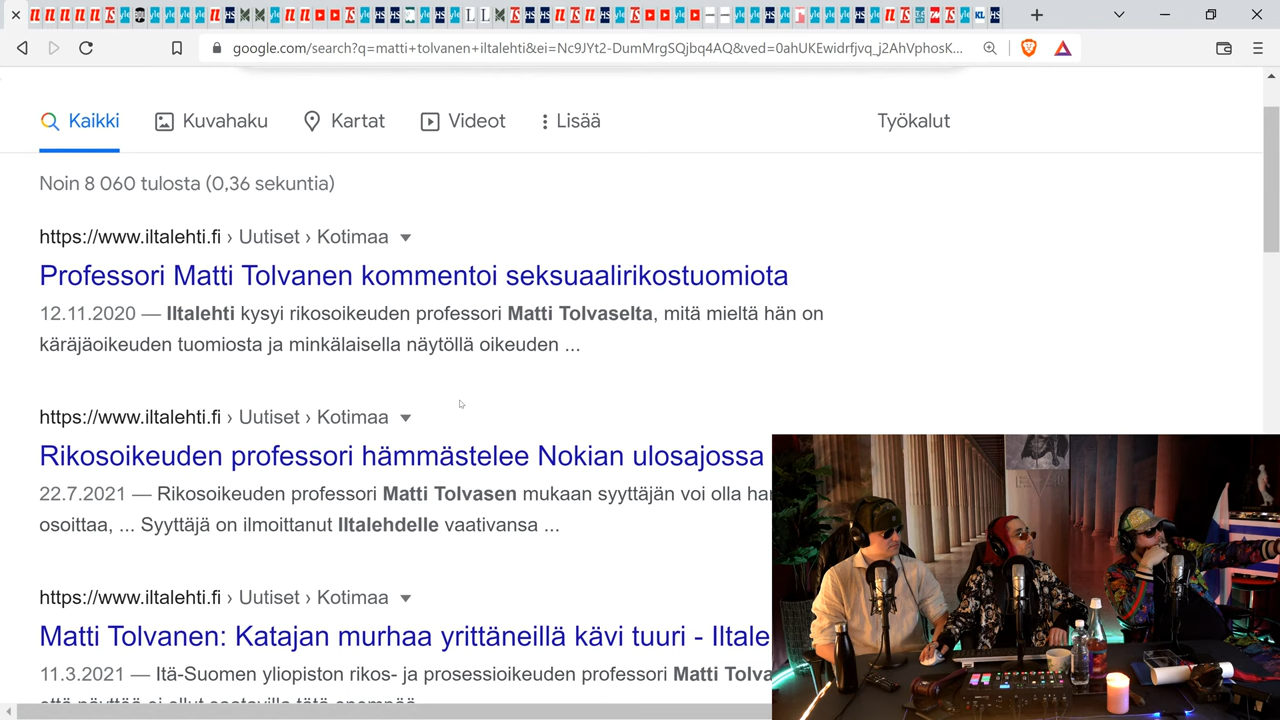 google.com/search?q=matti+tolvanen+iltalehti&ei=Nc9JYt2-DumMrgSQjbq4AQ&ved=0ahUKEwidrfjvq_j2AhVphosK...
Kaikki Kuvahaku Kartat Videot Lisää Työkalut
Noin 8 060 tulosta (0,36 sekuntia)
https://www.iltalehti.fi › Uutiset › Kotimaa
Professori Matti Tolvanen kommentoi seksuaalirikostuomiota
12.11.2020 — Iltalehti kysyi rikosoikeuden professori Matti Tolvaselta, mitä mieltä hän on
käräjäoikeuden tuomiosta ja minkälaisella näytöllä oikeuden ...
https://www.iltalehti.fi › Uutiset › Kotimaa
Rikosoikeuden professori hämmästelee Nokian ulosajossa
22.7.2021 — Rikosoikeuden professori Matti Tolvasen mukaan syyttäjän voi olla han
osoittaa, ... Syyttäjä on ilmoittanut Iltalehdelle vaativansa ...
https://www.iltalehti.fi › Uutiset › Kotimaa
Matti Tolvanen: Katajan murhaa yrittäneillä kävi tuuri - Iltale
11.3.2021 — Itä-Suomen yliopiston rikos- ja prosessioikeuden professori Matti Tolva